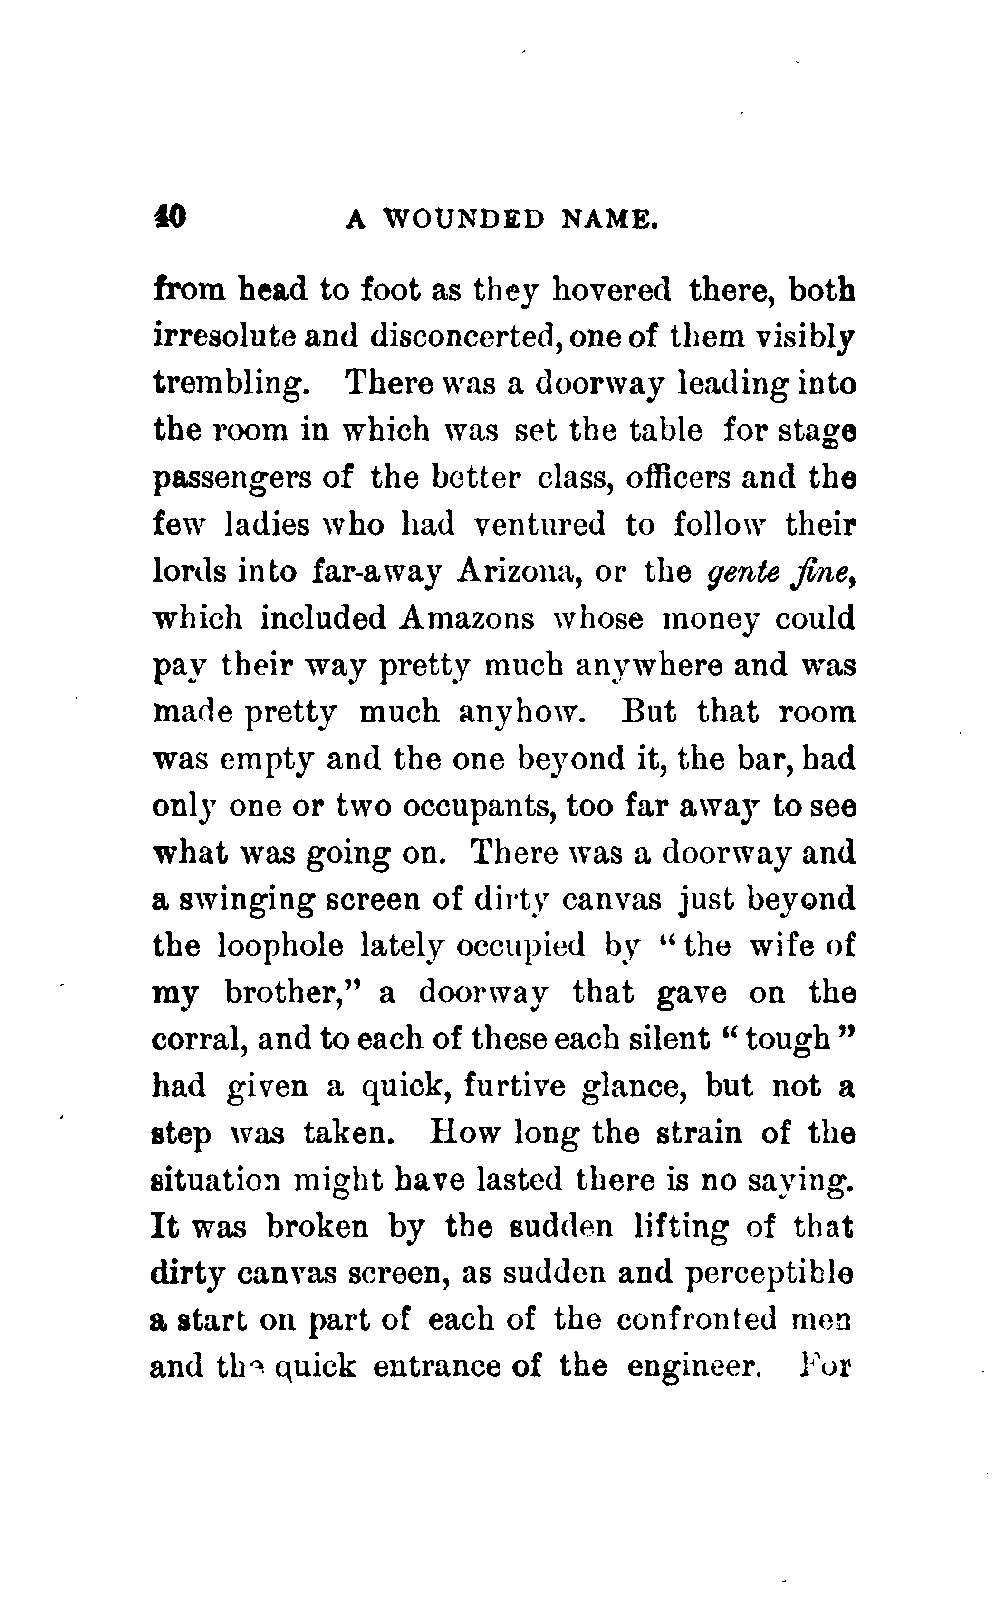 40 A WOUNDED NAME.
from head to foot as they hovered there, both
irresolute and disconcerted, one of them visibly
trembling. There was a doorway leading into
the room in which was set the table for stage
passengers of the better class, officers and the
few ladies who had ventured to follow their
lords into far-away Arizona, or the gente fine,
which included Amazons whose money could
pay their way pretty much anywhere and was
made pretty much anyhow. But that room
was empty and the one beyond it, the bar, had
only one or two occupants, too far away to see
what was going on. There was a doorway and
a swinging screen of dirty canvas just beyond
the loophole lately occupied by “the wife of
my brother,” a doorway that gave on the
corral, and to each of these each silent “tough”
had given a quick, furtive glance, but not a
step was taken. How long the strain of the
situation might have lasted there is no saying.
It was broken by the sudden lifting of that
dirty canvas screen, as sudden and perceptible
a start on part of each of the confronted men
and the quick entrance of the engineer. For